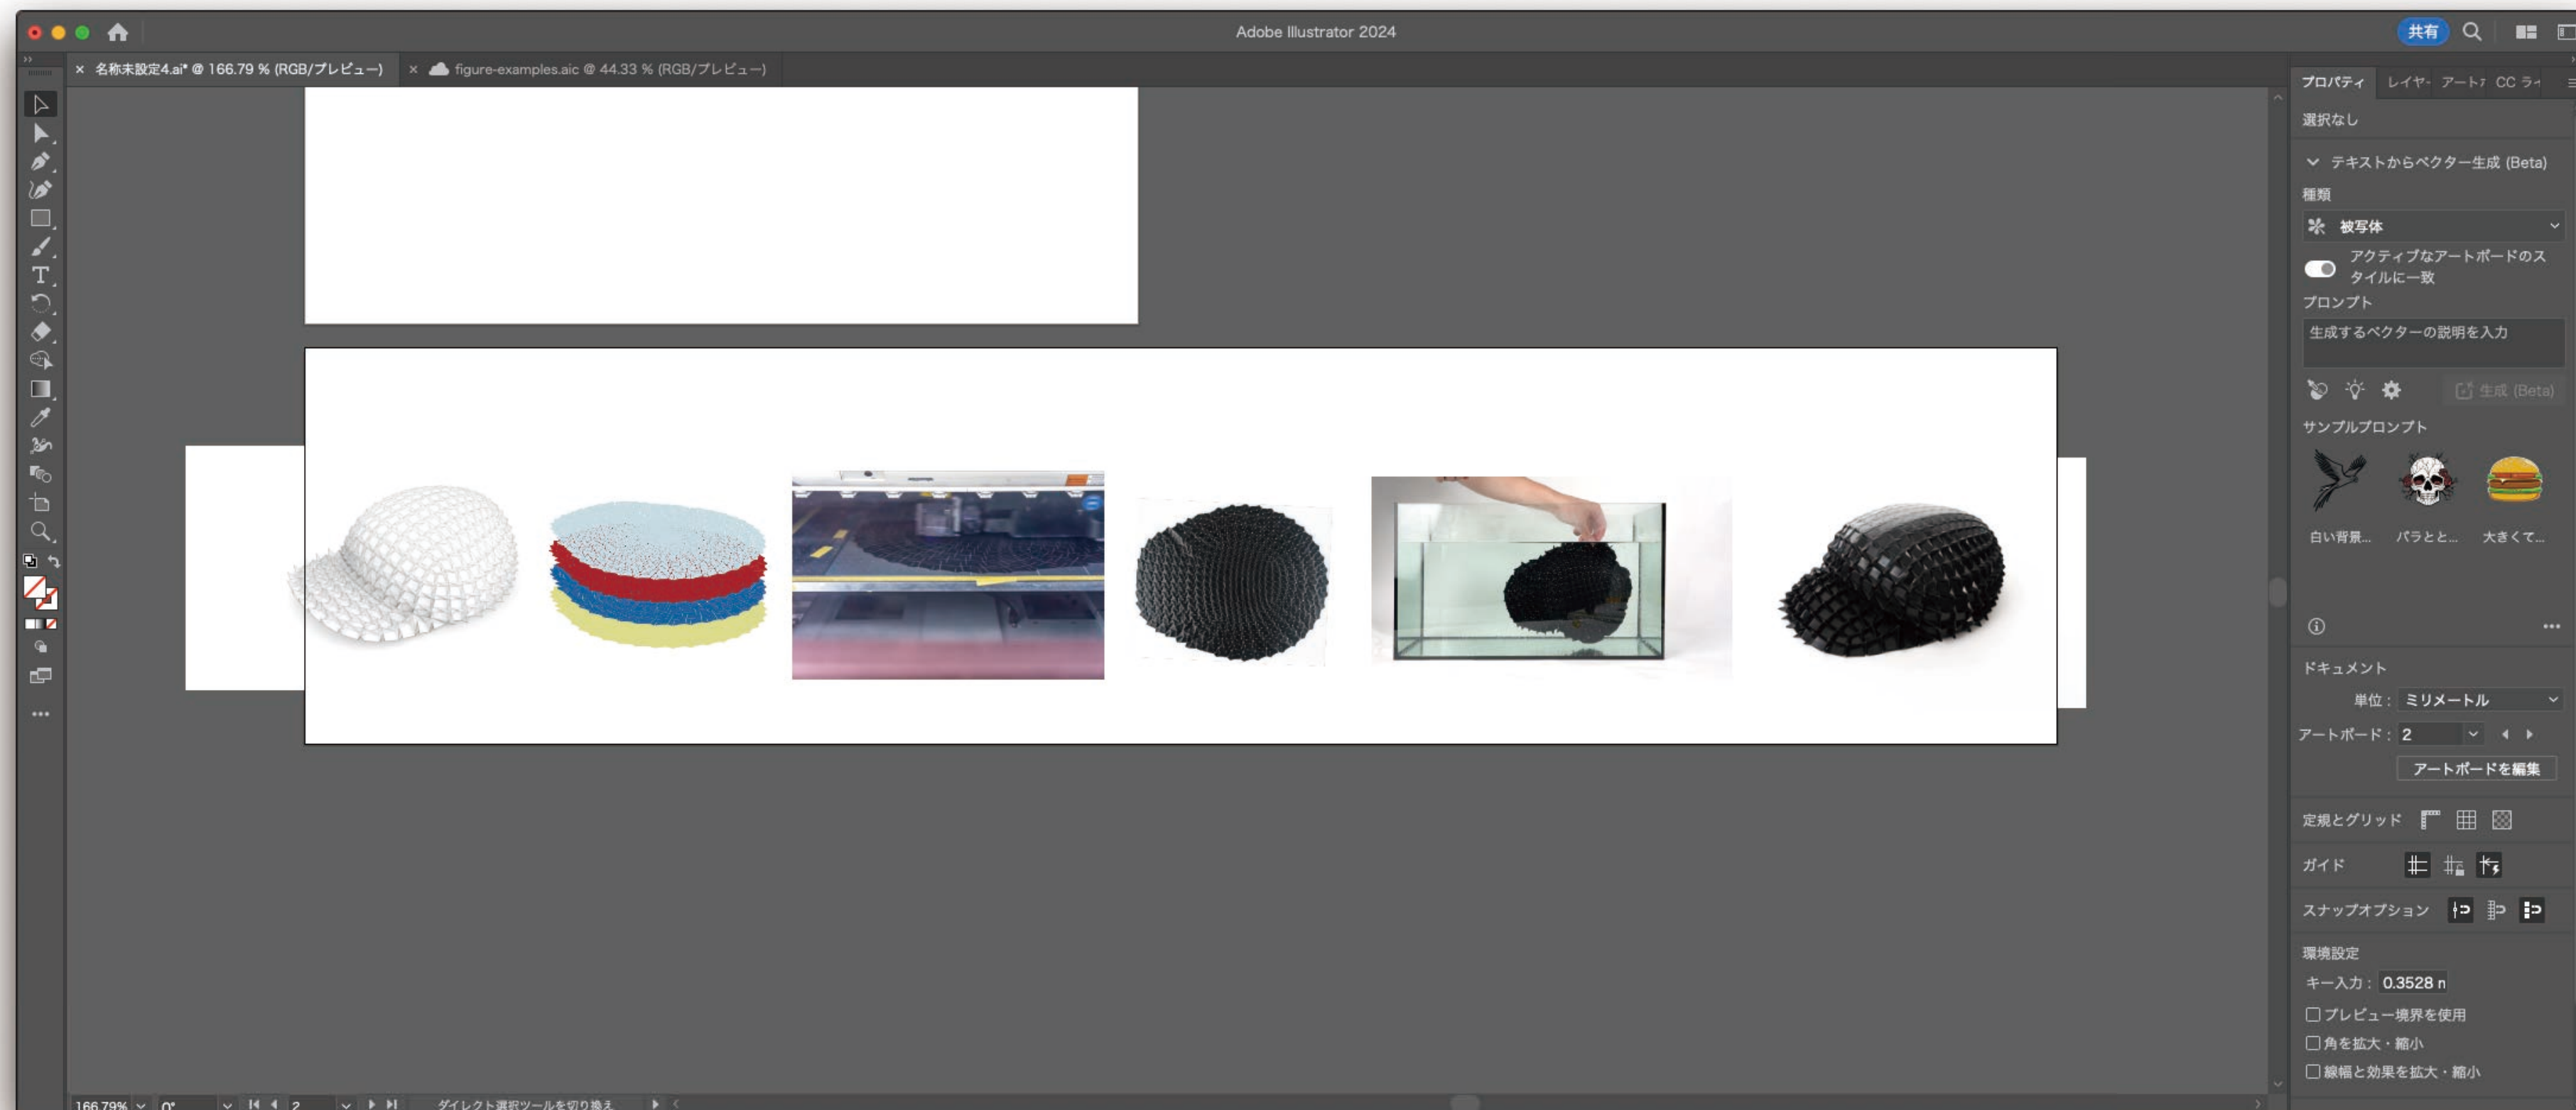 Adobe Illustrator 2024
共有
× 名称未設定4.ai* @ 166.79 % (RGB/プレビュー)
× figure-examples.aic @ 44.33 % (RGB/プレビュー)
プロパティ
レイヤー
CC ライ
選択なし
テキストからベクター生成 (Beta)
種類
被写体
アクティブなアートボードのス
タイルに一致
プロンプト
生成するベクターの説明を入力
生成 (Beta)
サンプルプロンプト
白い背景... バラとと... 大きくて...
ドキュメント
単位 : ミリメートル
アートボード : 2
アートボードを編集
定規とグリッド
ガイド
スナップオプション
環境設定
キー入力 : 0.3528 n
プレビュー境界を使用
角を拡大・縮小
線幅と効果を拡大・縮小
166.79% 0° 2 ダイレクト選択ツールを切り換え